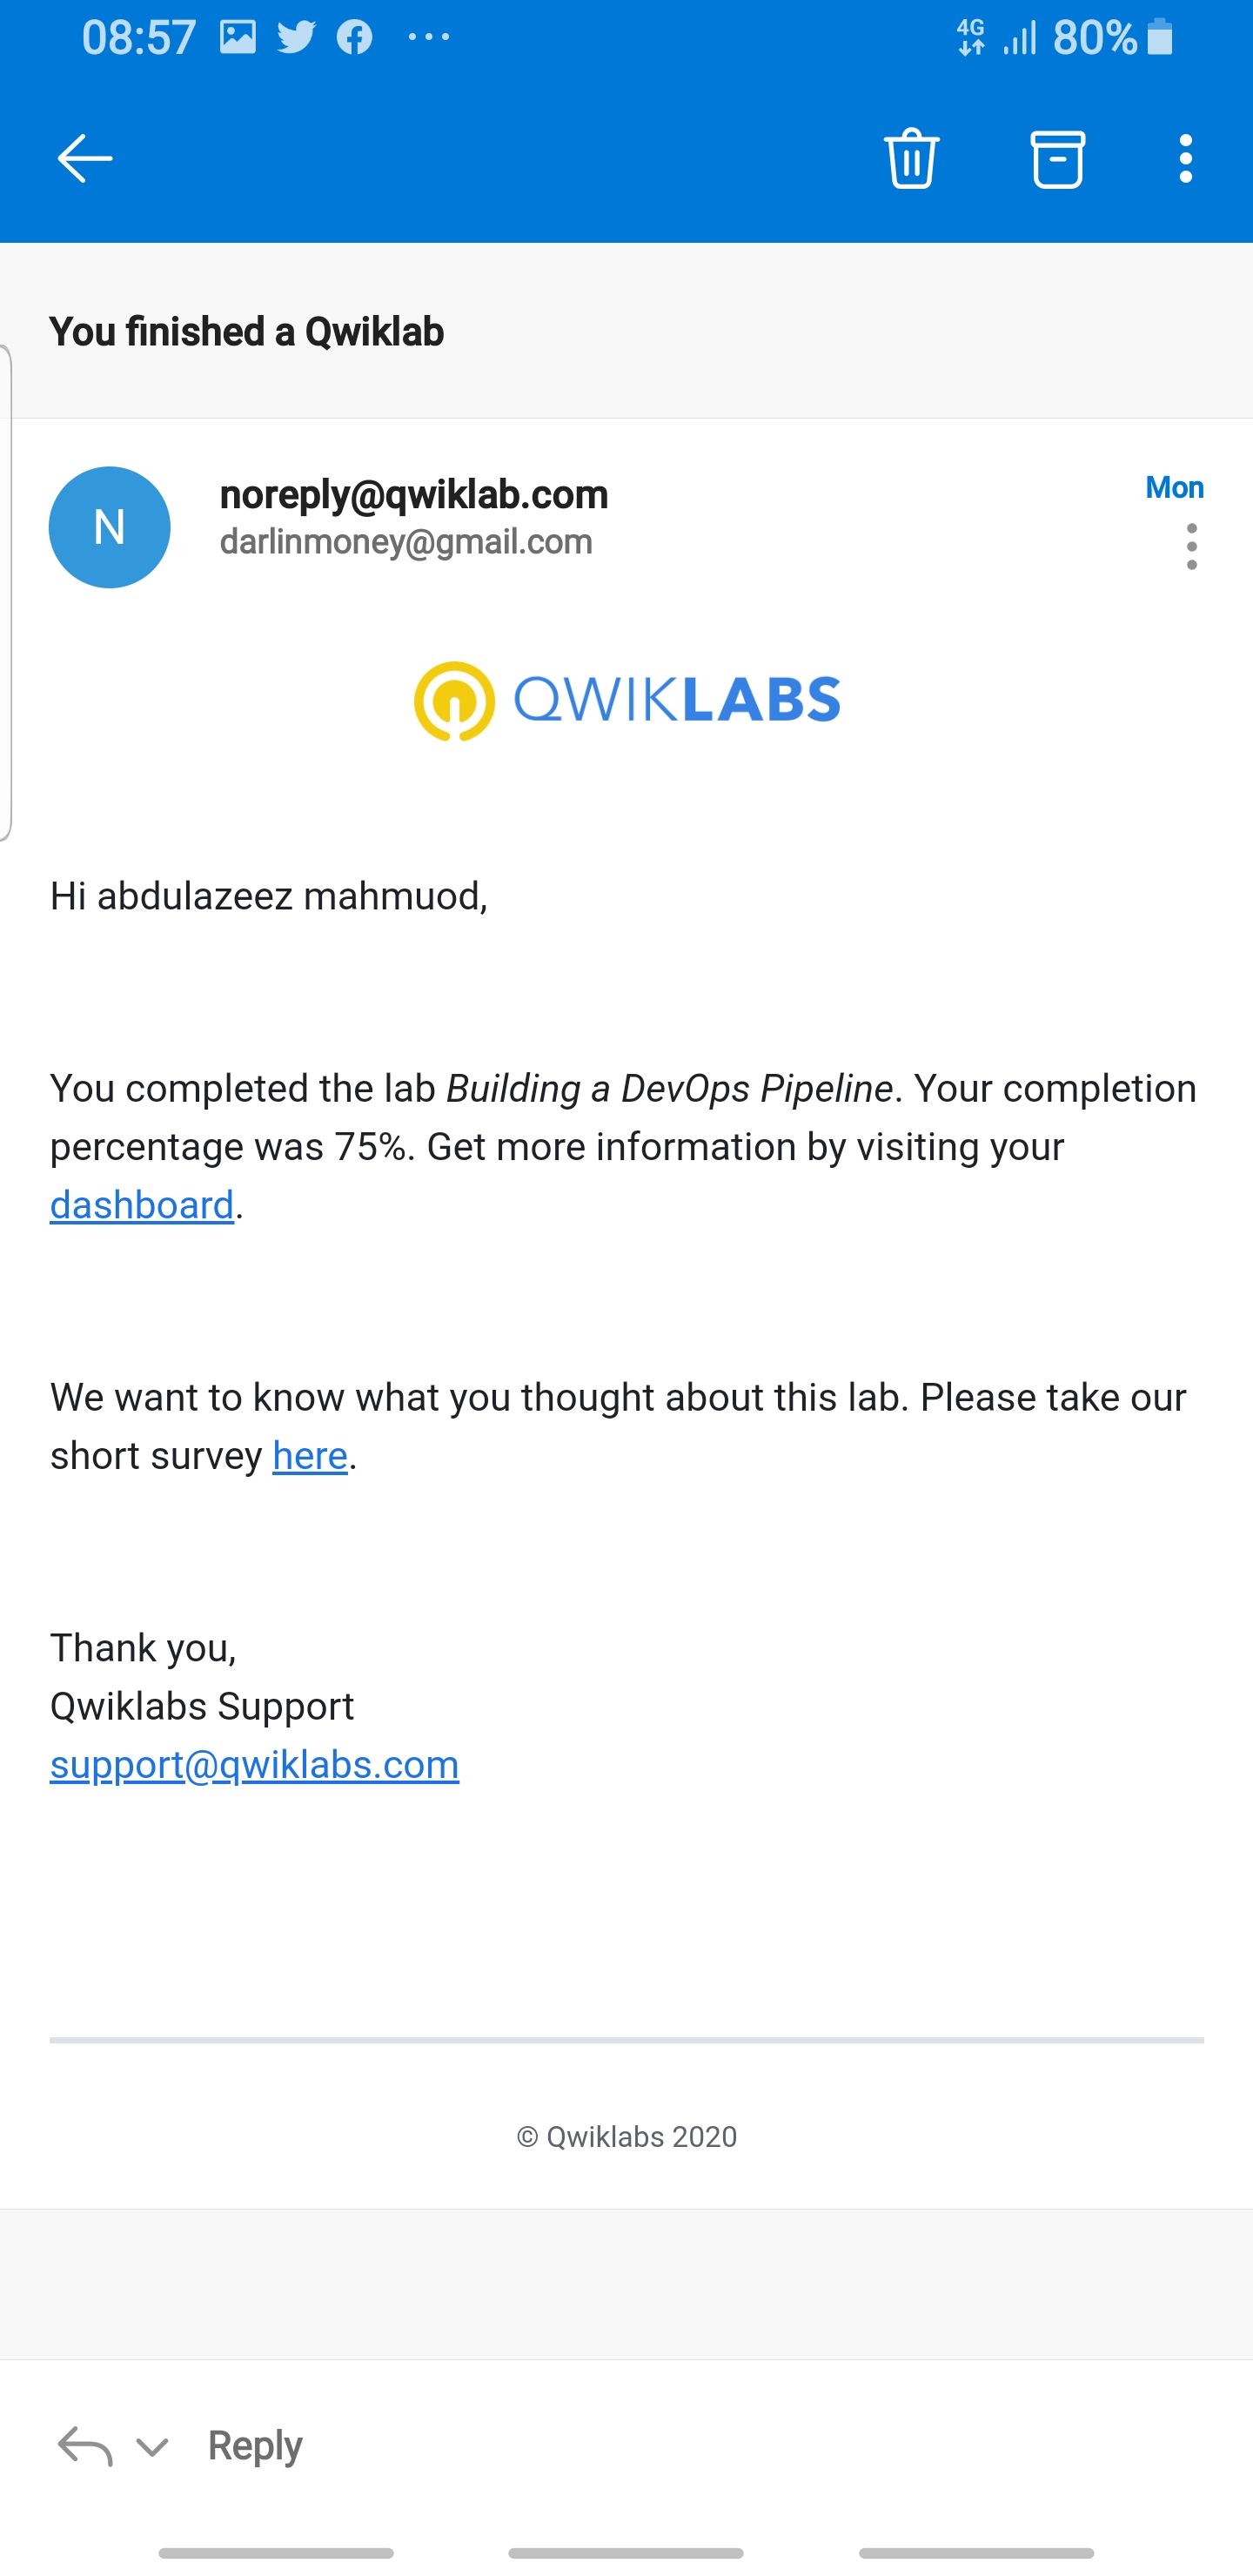 08:57
4G
80%
You finished a Qwiklab
N
noreply@qwiklab.com
Mon
darlinmoney@gmail.com
QWIKLABS
Hi abdulazeez mahmuod,
You completed the lab Building a DevOps Pipeline. Your completion
percentage was 75%. Get more information by visiting your
dashboard.
We want to know what you thought about this lab. Please take our
short survey here.
Thank you,
Qwiklabs Support
support@qwiklabs.com
© Qwiklabs 2020
Reply